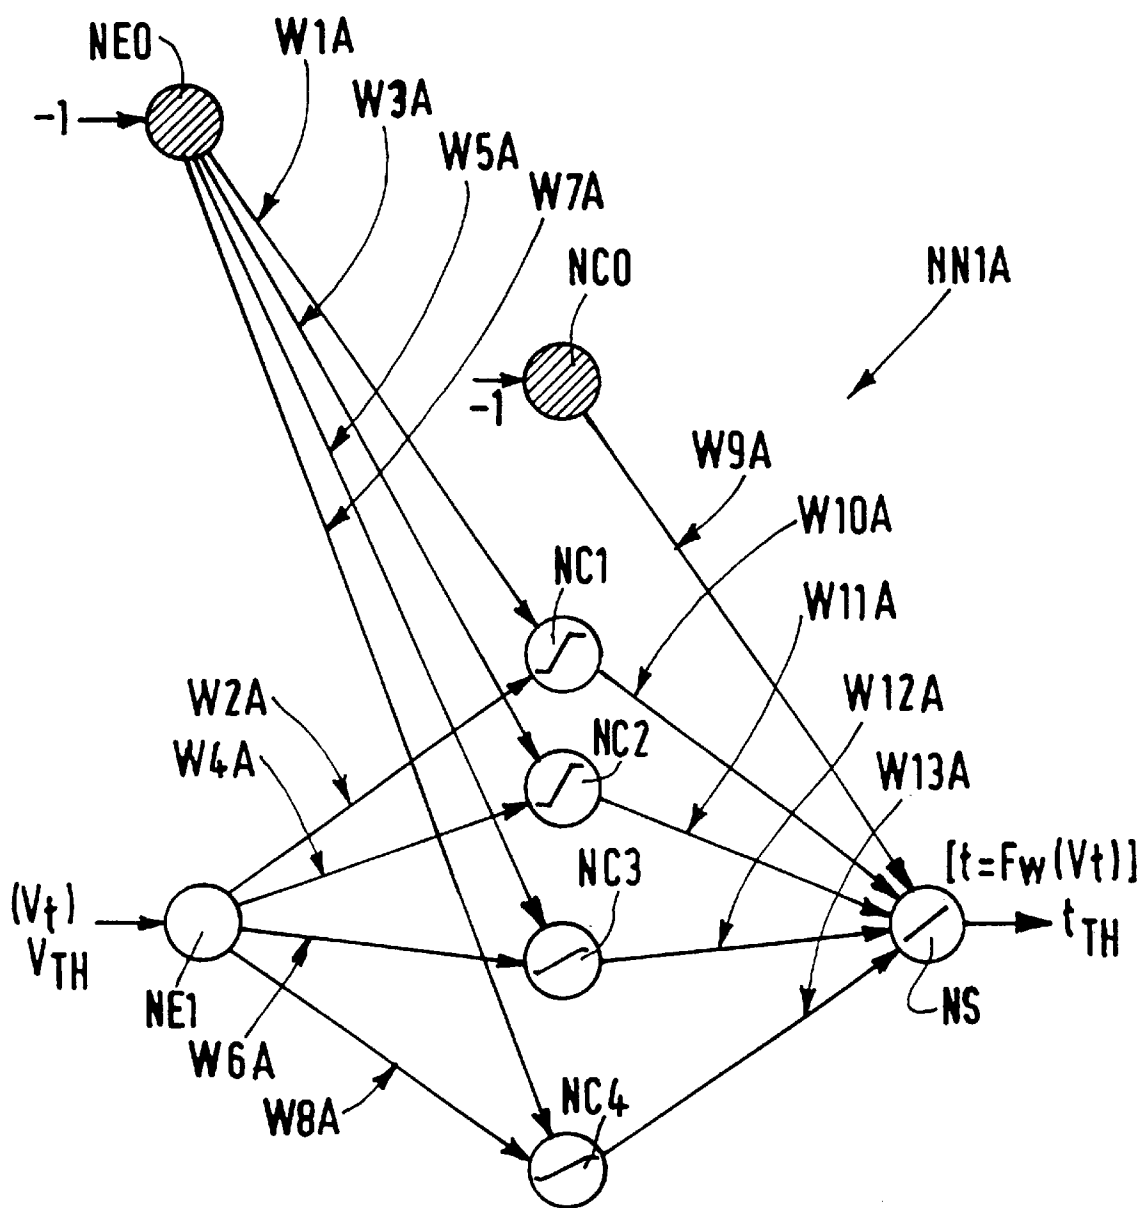 NE0
W1A
W3A
-1
W5A
W7A
NC0
NN1A
-1
W9A
W10A
NC1
W11A
W2A
W12A
NC2
W4A
W13A
NC3
[t=Fw(Vt)]
(Vt)
tTH
VTH
NE1
NS
W6A
NC4
W8A